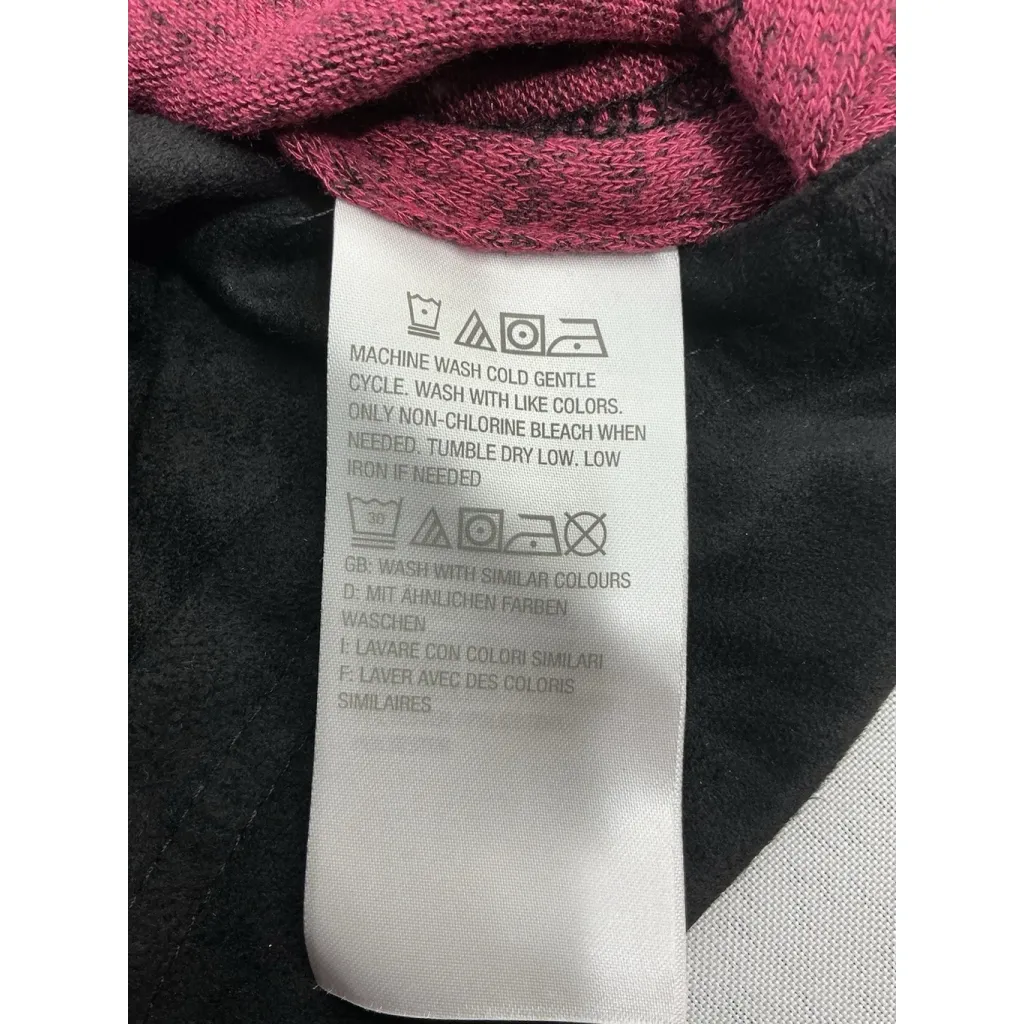 MACHINE WASH COLD GENTLE
CYCLE. WASH WITH LIKE COLORS.
ONLY NON-CHLORINE BLEACH WHEN
NEEDED. TUMBLE DRY LOW. LOW
IRON IF NEEDED
30
GB: WASH WITH SIMILAR COLOURS
D: MIT AHNLICHEN FARBEN
WASCHEN
I: LAVARE CON COLORI SIMILARI
F: LAVER AVEC DES COLORIS
SIMILAIRES